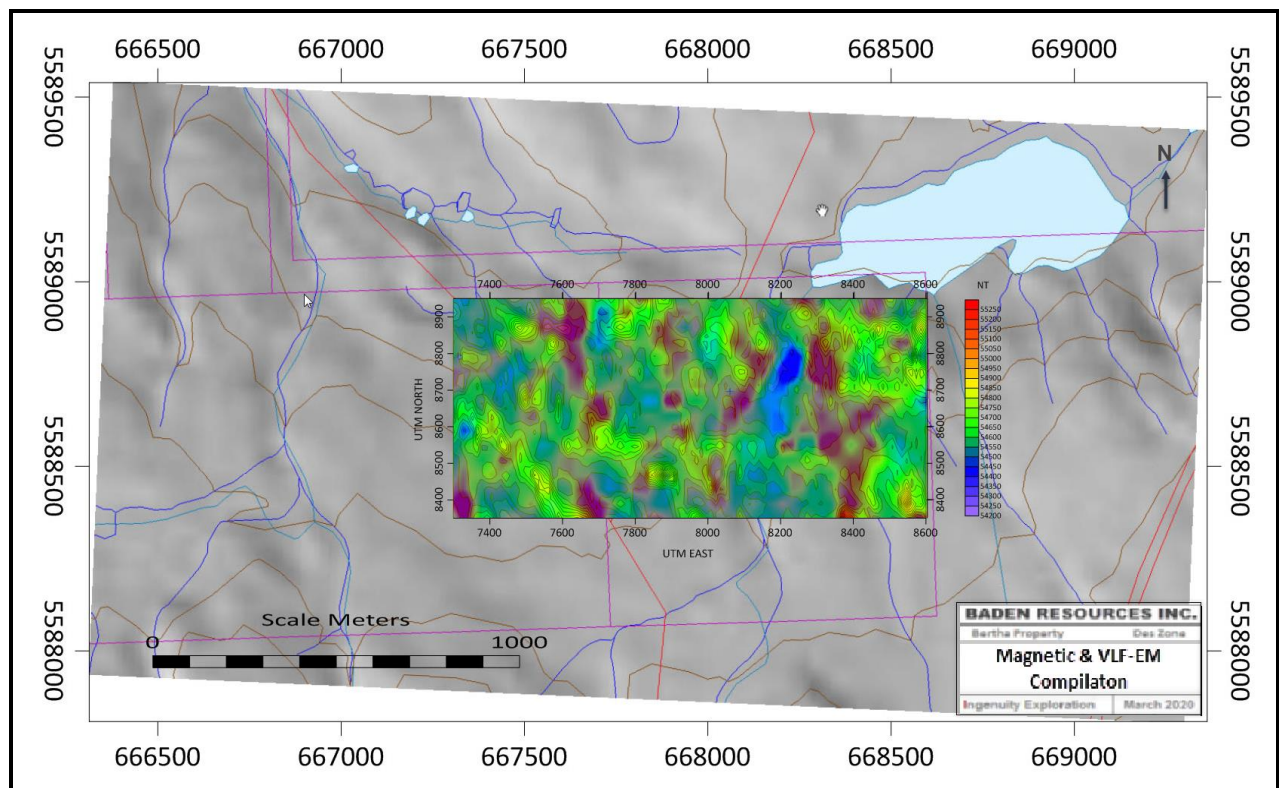 666500 667000 667500 668000 668500 669000
5589500 5589500
N
5589000 5589000
7400 7600 7800 8000 8200 8400 8600
NT
8900 8900
8800 8800
8700 8700
8600 8600
8500 8500
8400 8400
UTM NORTH
55250
55200
55150
55100
55050
55000
54950
54900
54850
54800
54750
54700
54650
54600
54550
54500
54450
54400
54350
54300
54250
54200
7400 7600 7800 8000 8200 8400 8600
UTM EAST
5588500 5588500
Scale Meters
0 1000
5588000 5588000
BADEN RESOURCES INC.
Bertha Property Des Zone
Magnetic & VLF-EM
Compilaton
Ingenuity Exploration March 2020
666500 667000 667500 668000 668500 669000